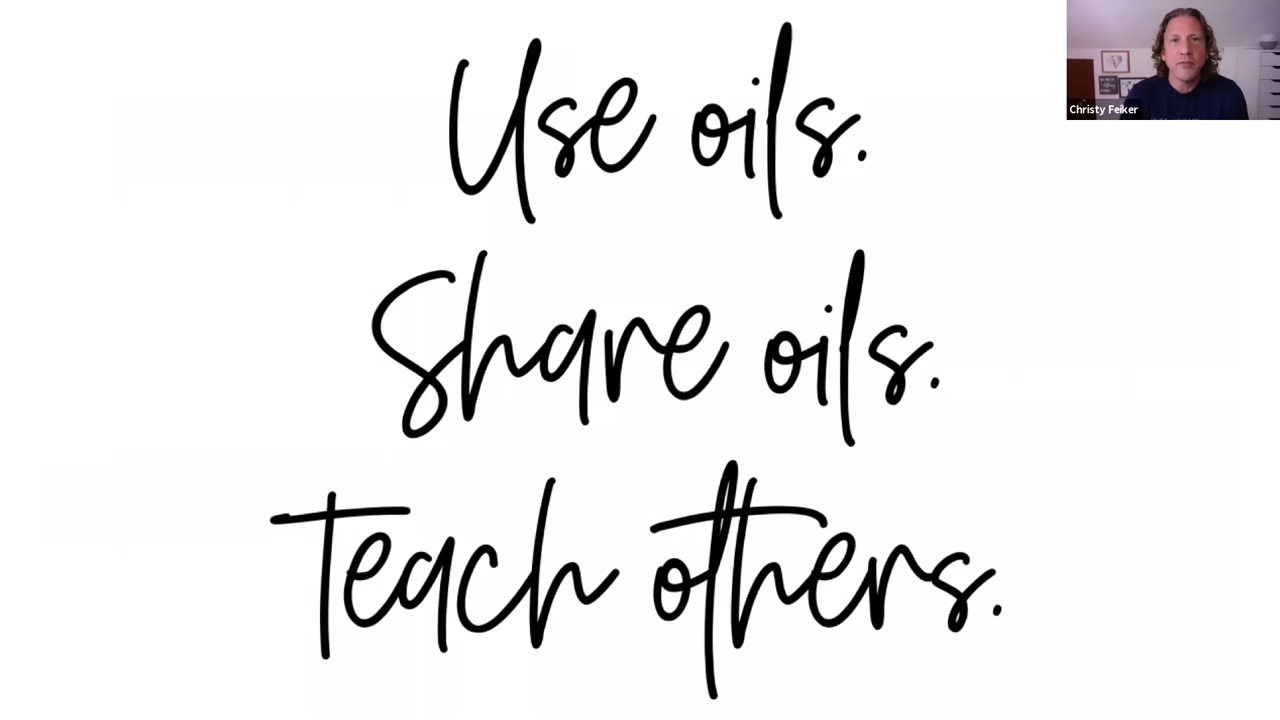 Use oils.
Share oils.
Teach others.
Christy Feiker